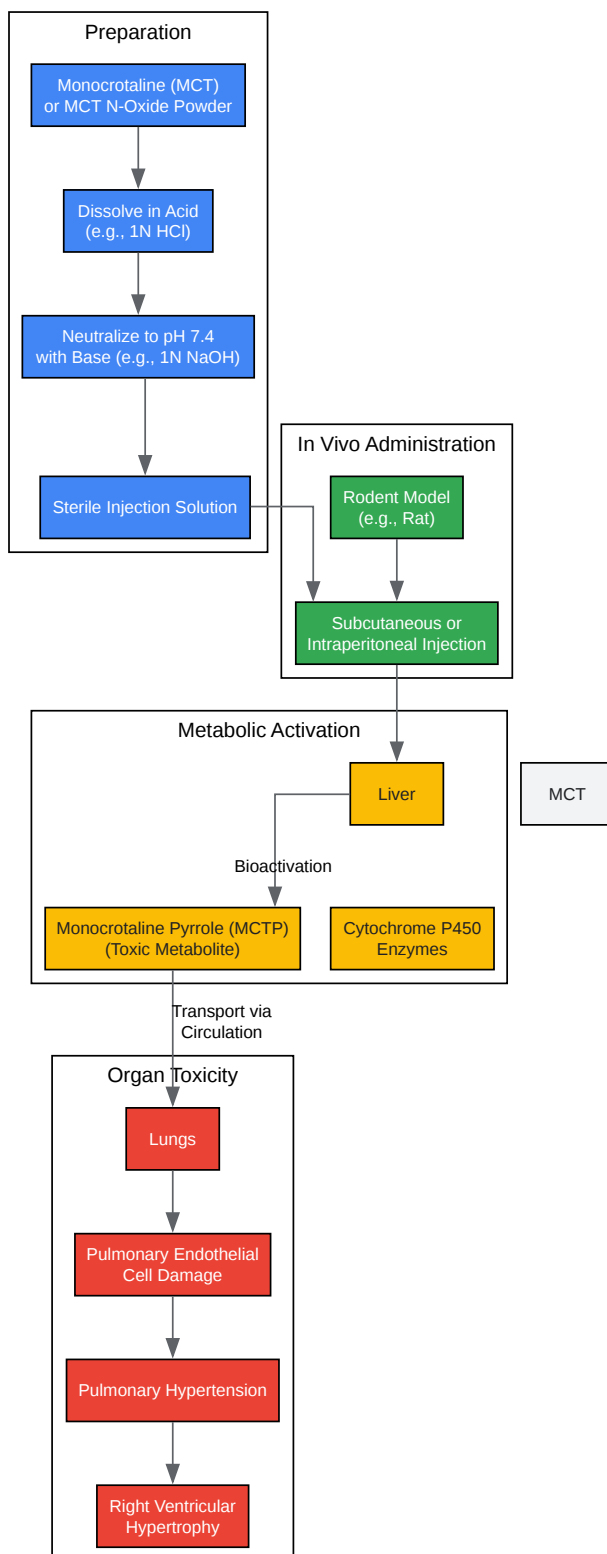 Preparation
Monocrotaline (MCT)
or MCT N-Oxide Powder
Dissolve in Acid
(e.g., 1N HCl)
Neutralize to pH 7.4
with Base (e.g., 1N NaOH)
Sterile Injection Solution
In Vivo Administration
Rodent Model
(e.g., Rat)
Subcutaneous or
Intraperitoneal Injection
Metabolic Activation
Liver
MCT
Bioactivation
Monocrotaline Pyrrole (MCTP)
(Toxic Metabolite)
Cytochrome P450
Enzymes
Transport via
Circulation
Organ Toxicity
Lungs
Pulmonary Endothelial
Cell Damage
Pulmonary Hypertension
Right Ventricular
Hypertrophy